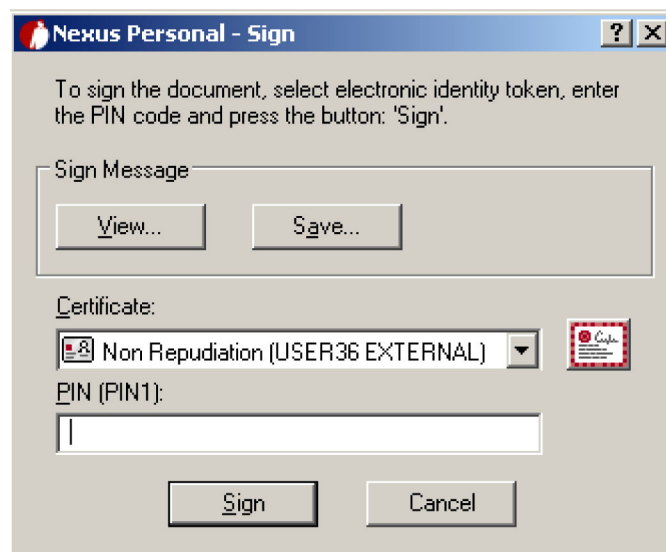 Nexus Personal - Sign
To sign the document, select electronic identity token, enter
the PIN code and press the button: 'Sign'.
Sign Message
View...
Save...
Certificate:
Non Repudiation (USER36 EXTERNAL)
PIN (PIN1):
Sign
Cancel